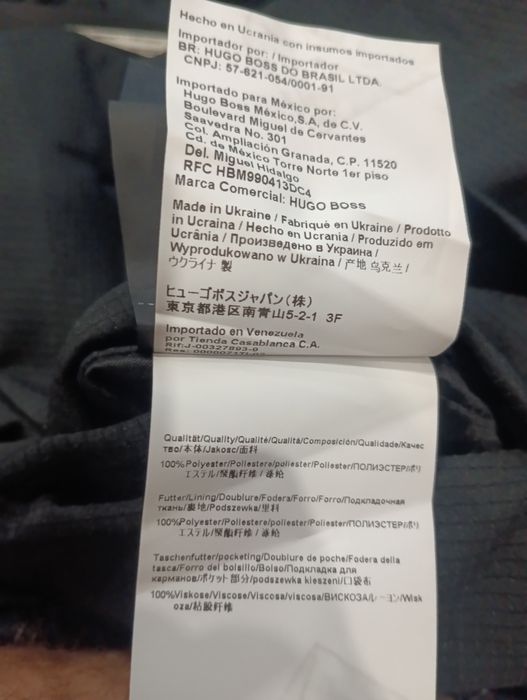 Hecho en Ucrania con insumos importados
Importador por: / Importador
BR: HUGO BOSS DO BRASIL LTDA.
CNPJ: 57-621-054/0001-91
Importado para México por:
Hugo Boss México,S.A, de C.V.
Boulevard Miguel de Cervantes
Saavedra No. 301
Col. Ampliación Granada, C.P. 11520
Cd. de México Torre Norte 1er piso
Del. Miguel Hidalgo
RFC HBM990413DC4
Marca Comercial: HUGO BOSS
Made in Ukraine / Fabriqué en Ukraine / Prodotto
in Ucraina / Hecho en Ucrania / Produzido em
Ucrânia / Произведено в Украина /
Wyprodukowano w Ukraina / 产地 乌克兰 /
ウクライナ 製
ヒューゴボスジャパン(株)
東京都港区南青山5-2-1 3F
Importado en Venezuela
por Tienda Casablanca C.A.
Rif:J-00327893-0
Qualität/Quality/Qualité/Qualità/Composición/Qualidade/Качес
тво/本体/Jakosc/面料
100%Polyester/Poliestere/poliester/Poliester/ПОЛИЭСТЕР/ポリ
エステル/聚酯纤维 / 涤纶
Futter/Lining/Doublure/Fodera/Forro/Forro/Подкладочная
ткань/裏地/Podszewka/里料
100%Polyester/Poliestere/poliester/Poliester/ПОЛИЭСТЕР/ポリ
エステル/聚酯纤维 / 涤纶
Taschenfutter/pocketing/Doublure de poche/Fodera della
tasca/Forro del bolsillo/Bolso/Подкладка для
карманов/ポケット部分/podszewka kieszeni/口袋布
100%Viskose/Viscose/Viscosa/viscosa/ВИСКОЗА/レーヨン/Wisk
oza/粘胶纤维